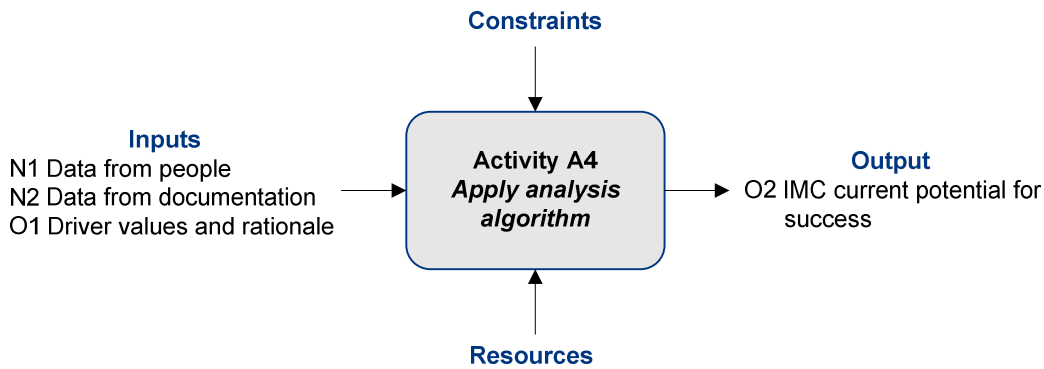 Constraints
Inputs
N1 Data from people
N2 Data from documentation
O1 Driver values and rationale
Activity A4
Apply analysis
algorithm
Output
O2 IMC current potential for
success
Resources